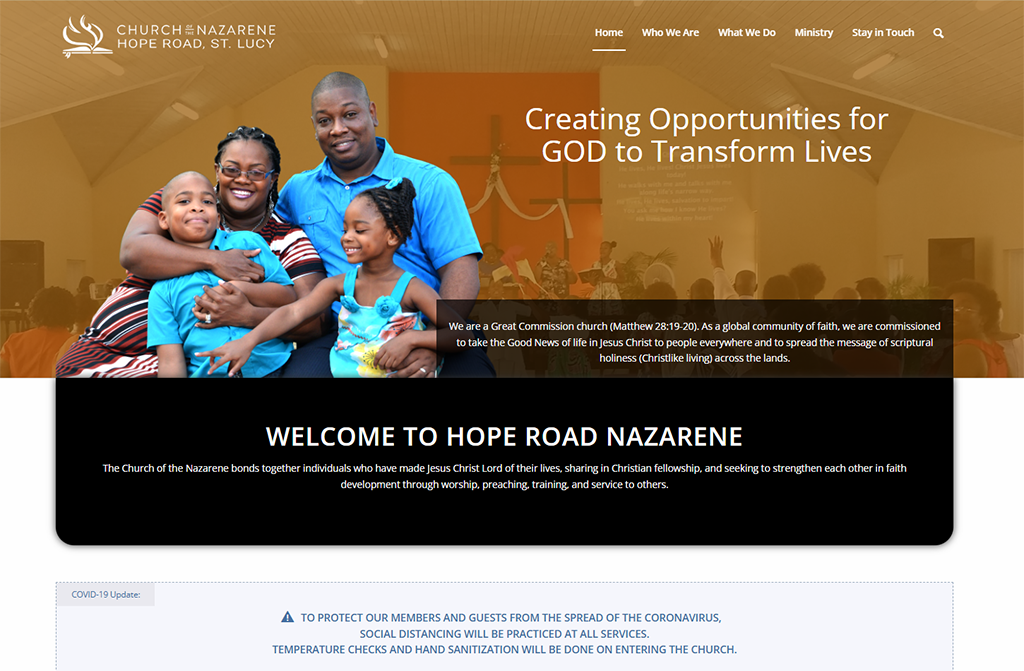 CHURCH OF THE NAZARENE
HOPE ROAD, ST. LUCY
Home Who We Are What We Do Ministry Stay in Touch
Creating Opportunities for
GOD to Transform Lives
We are a Great Commission church (Matthew 28:19-20). As a global community of faith, we are commissioned
to take the Good News of life in Jesus Christ to people everywhere and to spread the message of scriptural
holiness (Christlike living) across the lands.
WELCOME TO HOPE ROAD NAZARENE
The Church of the Nazarene bonds together individuals who have made Jesus Christ Lord of their lives, sharing in Christian fellowship, and seeking to strengthen each other in faith
development through worship, preaching, training, and service to others.
COVID-19 Update:
TO PROTECT OUR MEMBERS AND GUESTS FROM THE SPREAD OF THE CORONAVIRUS,
SOCIAL DISTANCING WILL BE PRACTICED AT ALL SERVICES.
TEMPERATURE CHECKS AND HAND SANITIZATION WILL BE DONE ON ENTERING THE CHURCH.